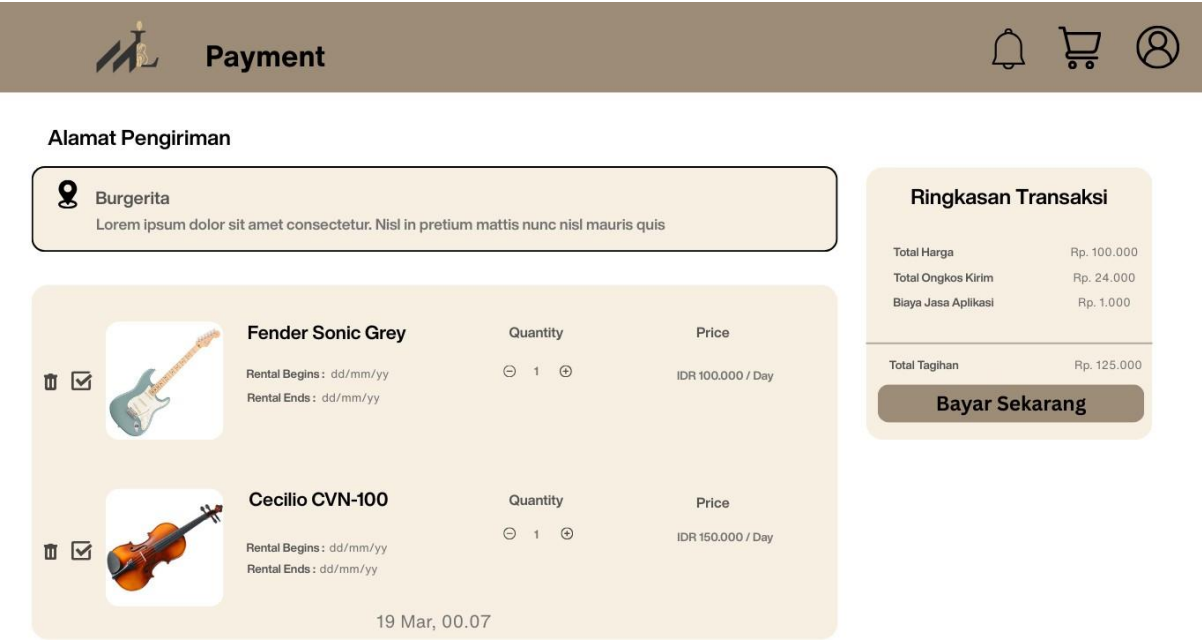 ML
Payment
Alamat Pengiriman
Burgerita
Lorem ipsum dolor sit amet consectetur. Nisl in pretium mattis nunc nisl mauris quis
Fender Sonic Grey
Quantity
Price
Rental Begins : dd/mm/yy
Rental Ends : dd/mm/yy
1
IDR 100.000 / Day
Cecilio CVN-100
Quantity
Price
Rental Begins : dd/mm/yy
Rental Ends : dd/mm/yy
1
IDR 150.000 / Day
19 Mar, 00.07
Ringkasan Transaksi
Total Harga Rp. 100.000
Total Ongkos Kirim Rp. 24.000
Biaya Jasa Aplikasi Rp. 1.000
Total Tagihan Rp. 125.000
Bayar Sekarang